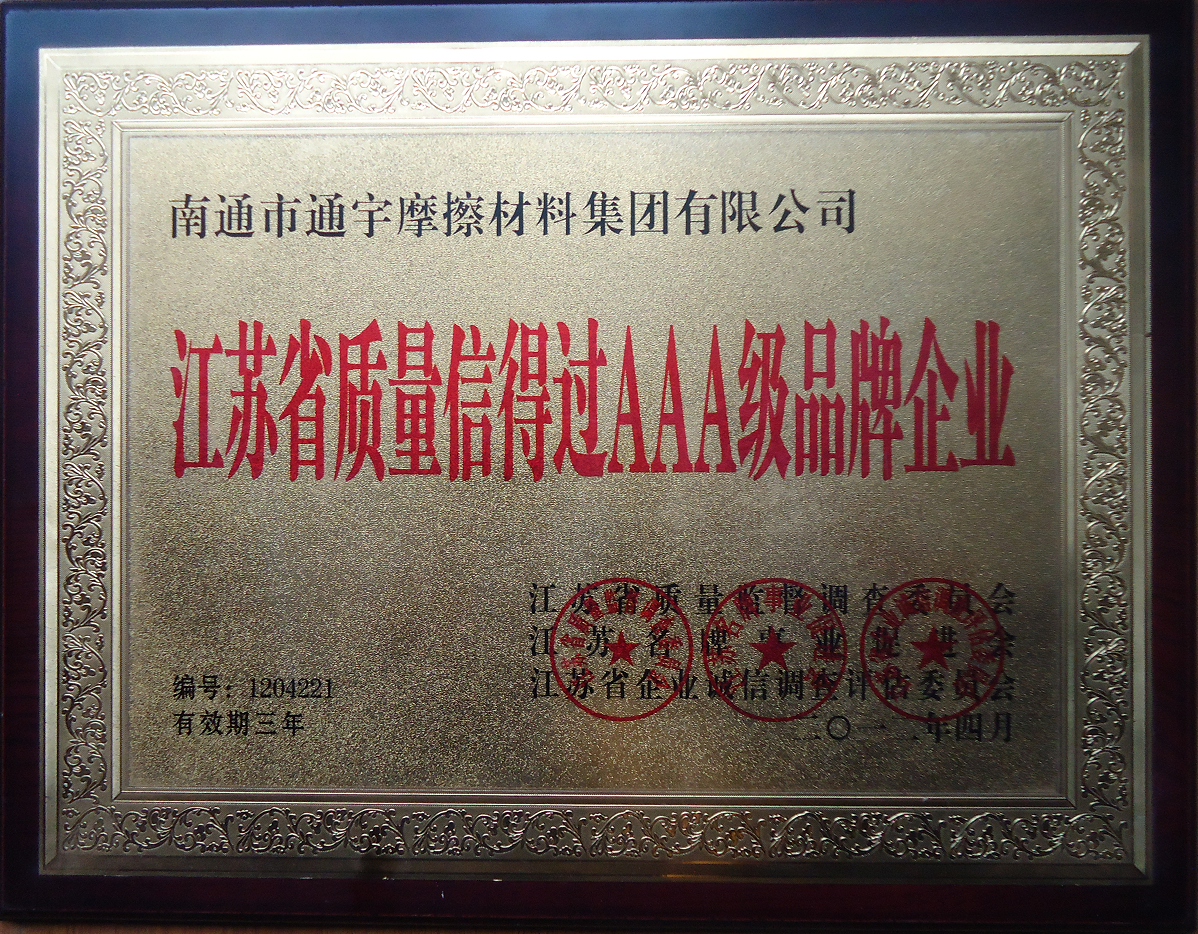 南通市通宇摩擦材料集团有限公司
江苏省质量信得过AAA级品牌企业
江苏省质量监督调查委员会
江苏名牌事业促进会
江苏省企业诚信调查评估委员会
编号：1204221
有效期三年
二〇一二年四月